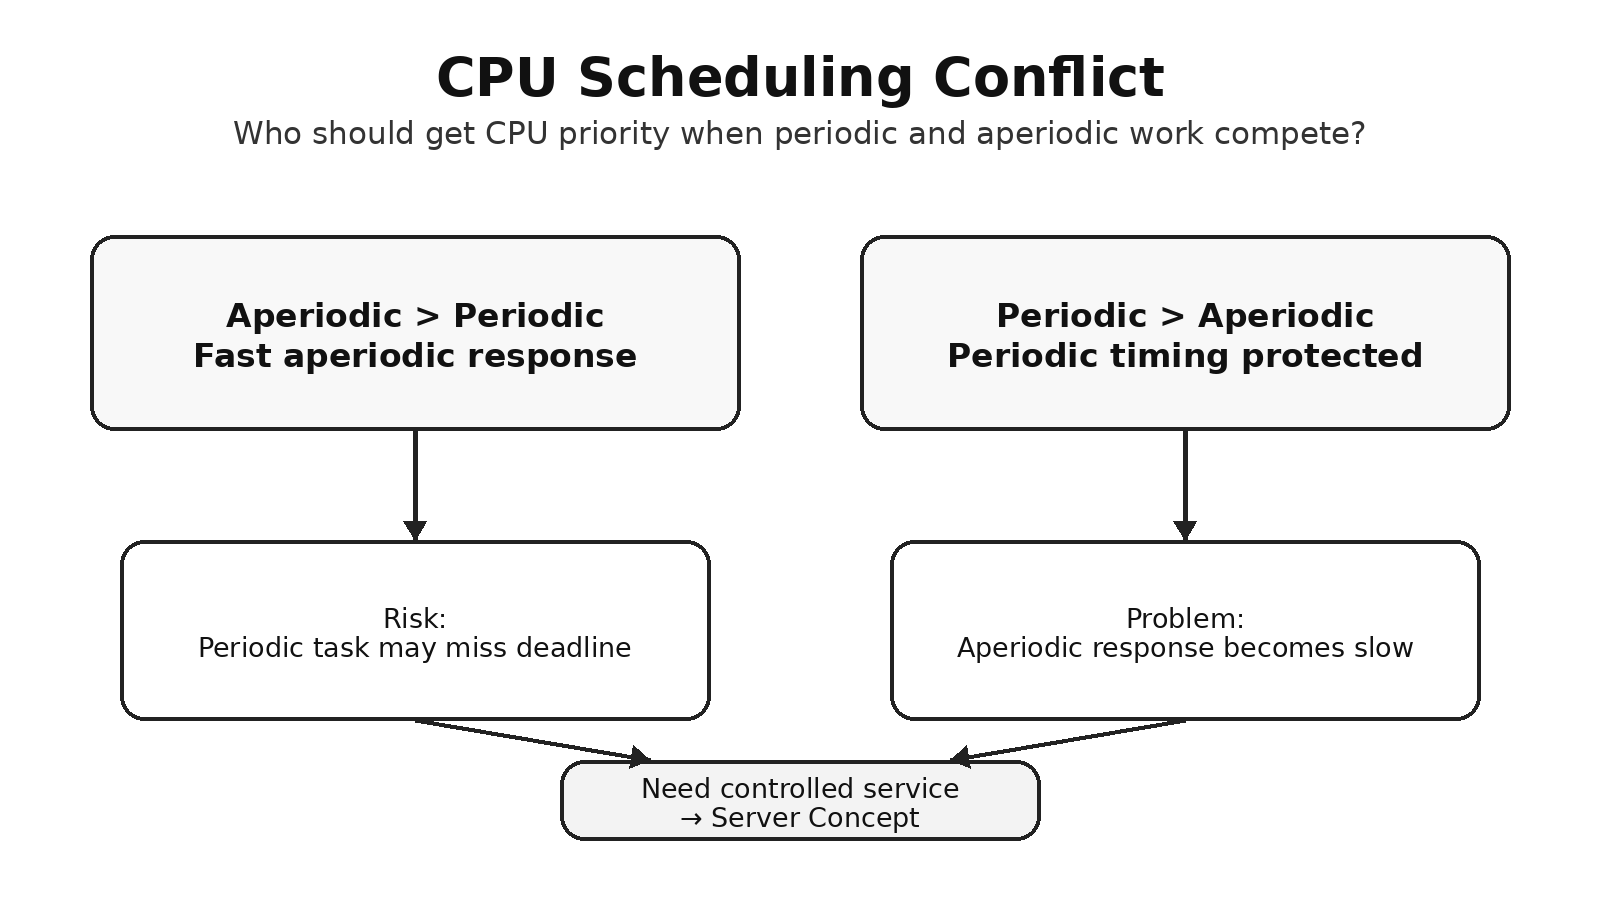 CPU Scheduling Conflict
Who should get CPU priority when periodic and aperiodic work compete?
Aperiodic > Periodic
Fast aperiodic response
Periodic > Aperiodic
Periodic timing protected
Risk:
Periodic task may miss deadline
Problem:
Aperiodic response becomes slow
Need controlled service
→ Server Concept